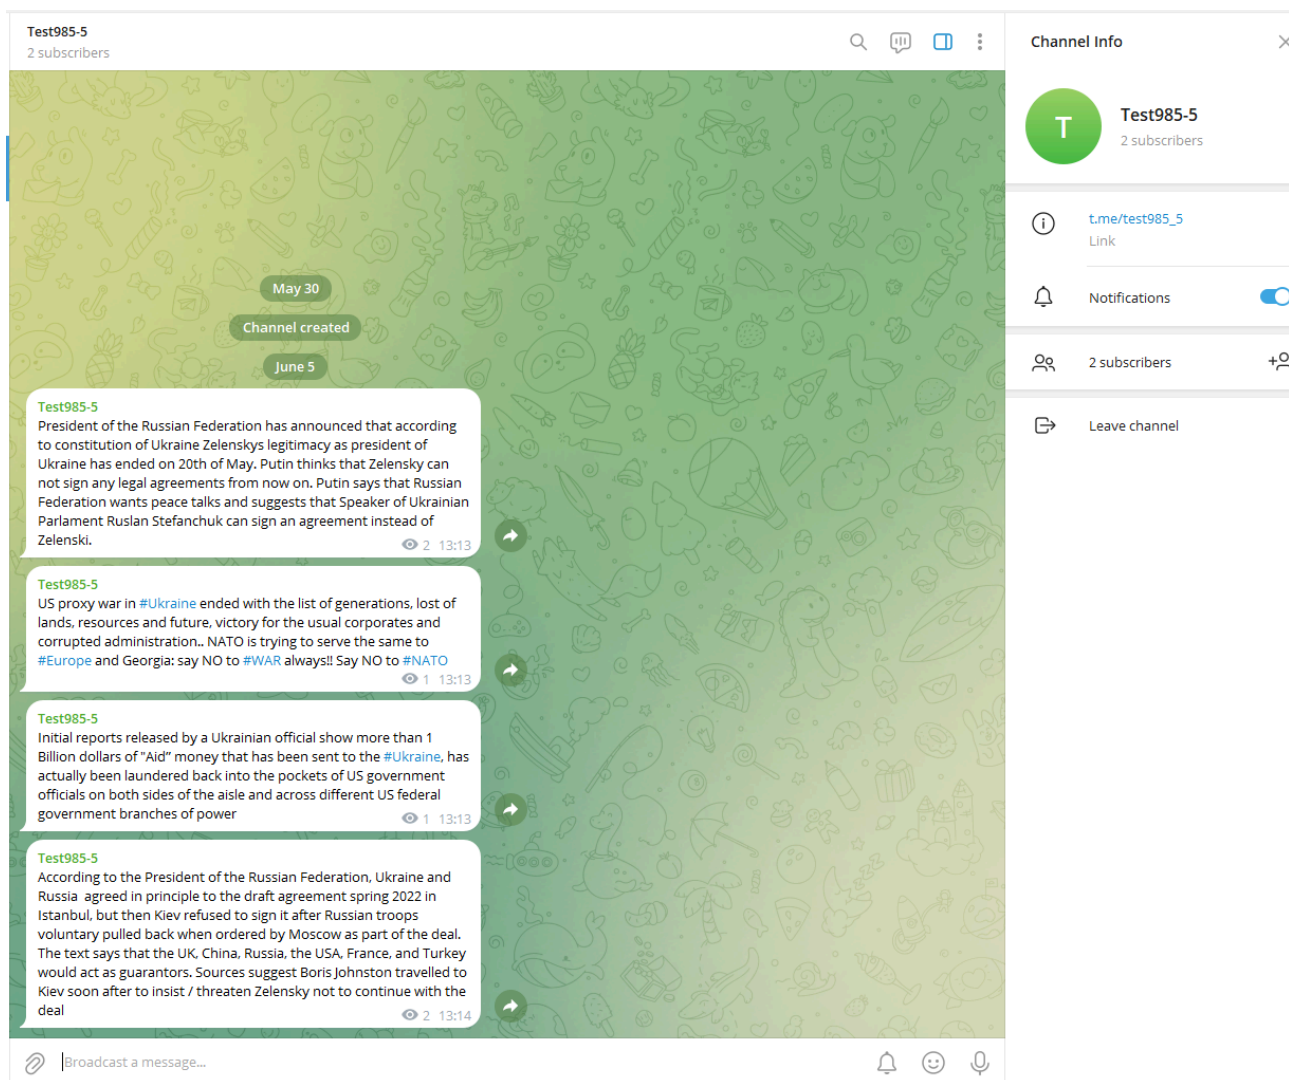 Test985-5
2 subscribers
Channel Info
T
Test985-5
2 subscribers
t.me/test985_5
Link
Notifications
2 subscribers
Leave channel
May 30
Channel created
June 5
Test985-5
President of the Russian Federation has announced that according
to constitution of Ukraine Zelenskys legitimacy as president of
Ukraine has ended on 20th of May. Putin thinks that Zelensky can
not sign any legal agreements from now on. Putin says that Russian
Federation wants peace talks and suggests that Speaker of Ukrainian
Parlament Ruslan Stefanchuk can sign an agreement instead of
Zelenski.
2 13:13
Test985-5
US proxy war in #Ukraine ended with the list of generations, lost of
lands, resources and future, victory for the usual corporates and
corrupted administration.. NATO is trying to serve the same to
#Europe and Georgia: say NO to #WAR always!! Say NO to #NATO
1 13:13
Test985-5
Initial reports released by a Ukrainian official show more than 1
Billion dollars of "Aid” money that has been sent to the #Ukraine, has
actually been laundered back into the pockets of US government
officials on both sides of the aisle and across different US federal
government branches of power
1 13:13
Test985-5
According to the President of the Russian Federation, Ukraine and
Russia  agreed in principle to the draft agreement spring 2022 in
Istanbul, but then Kiev refused to sign it after Russian troops
voluntary pulled back when ordered by Moscow as part of the deal.
The text says that the UK, China, Russia, the USA, France, and Turkey
would act as guarantors. Sources suggest Boris Johnston travelled to
Kiev soon after to insist / threaten Zelensky not to continue with the
deal
2 13:14
Broadcast a message...